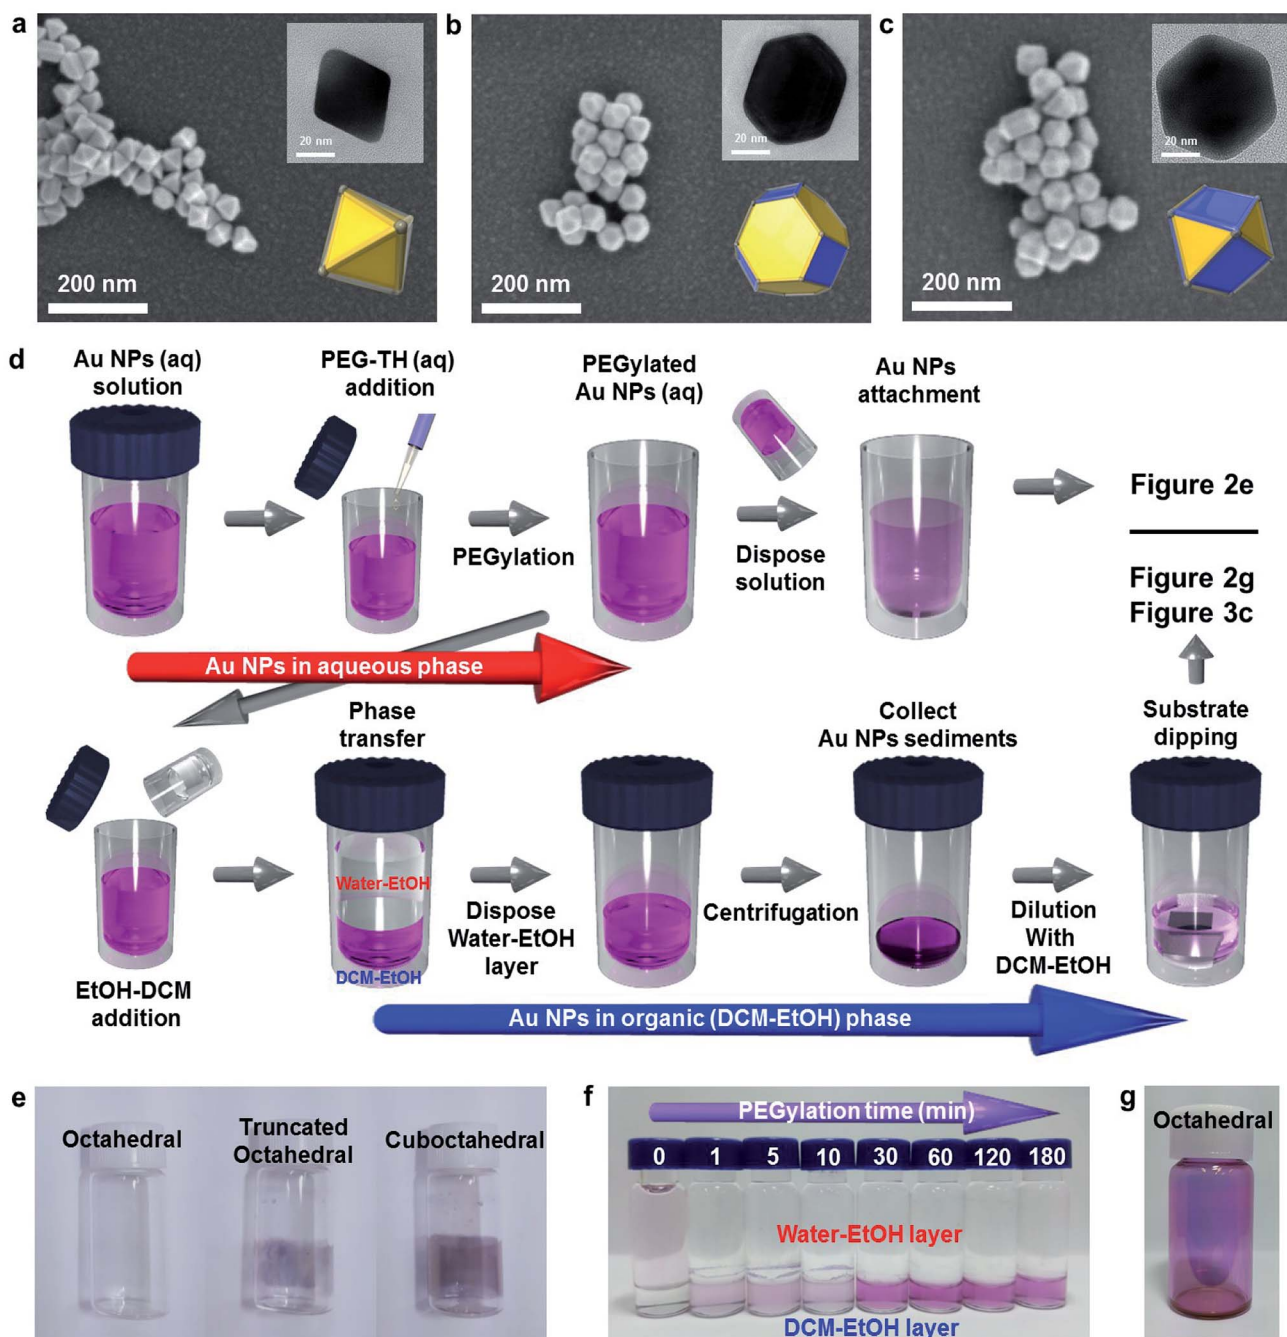 a
b
c
20 nm
20 nm
20 nm
200 nm
200 nm
200 nm
d
Au NPs (aq)
solution
PEG-TH (aq)
addition
PEGylated
Au NPs (aq)
Au NPs
attachment
PEGylation
Dispose
solution
Figure 2e
Figure 2g
Figure 3c
Au NPs in aqueous phase
Phase
transfer
Collect
Au NPs sediments
Substrate
dipping
Water-EtOH
DCM-EtOH
EtOH-DCM
addition
Dispose
Water-EtOH
layer
Centrifugation
Dilution
With
DCM-EtOH
Au NPs in organic (DCM-EtOH) phase
e
Octahedral
Truncated
Octahedral
Cuboctahedral
f
PEGylation time (min)
0 1 5 10 30 60 120 180
Water-EtOH layer
DCM-EtOH layer
g
Octahedral